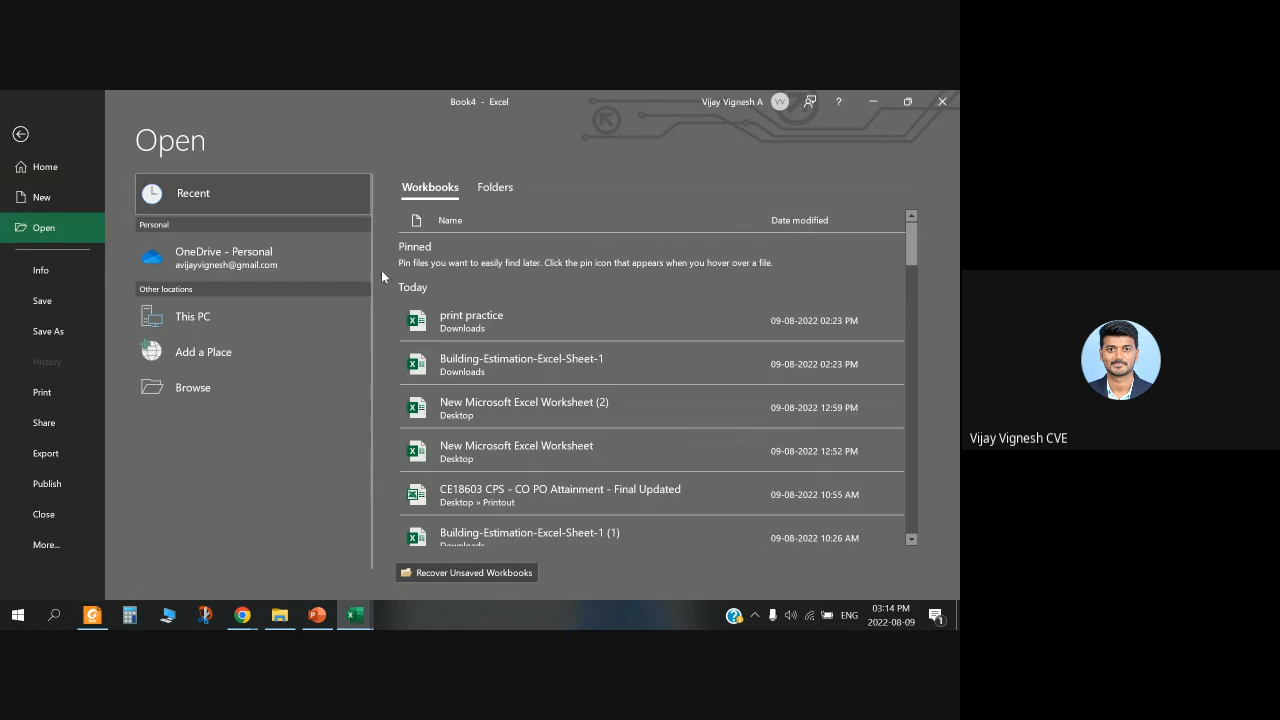 Book4 - Excel
Vijay Vignesh A
VV
?
Open
Home
New
Open
Info
Save
Save As
History
Print
Share
Export
Publish
Close
More...
Recent
Personal
OneDrive - Personal
avijayvignesh@gmail.com
Other locations
This PC
Add a Place
Browse
Workbooks Folders
Name Date modified
Pinned
Pin files you want to easily find later. Click the pin icon that appears when you hover over a file.
Today
print practice
Downloads
09-08-2022 02:23 PM
Building-Estimation-Excel-Sheet-1
Downloads
09-08-2022 02:23 PM
New Microsoft Excel Worksheet (2)
Desktop
09-08-2022 12:59 PM
New Microsoft Excel Worksheet
Desktop
09-08-2022 12:52 PM
CE18603 CPS - CO PO Attainment - Final Updated
Desktop » Printout
09-08-2022 10:55 AM
Building-Estimation-Excel-Sheet-1 (1)
Downloads
09-08-2022 10:26 AM
Recover Unsaved Workbooks
ENG
03:14 PM
2022-08-09
1
Vijay Vignesh CVE